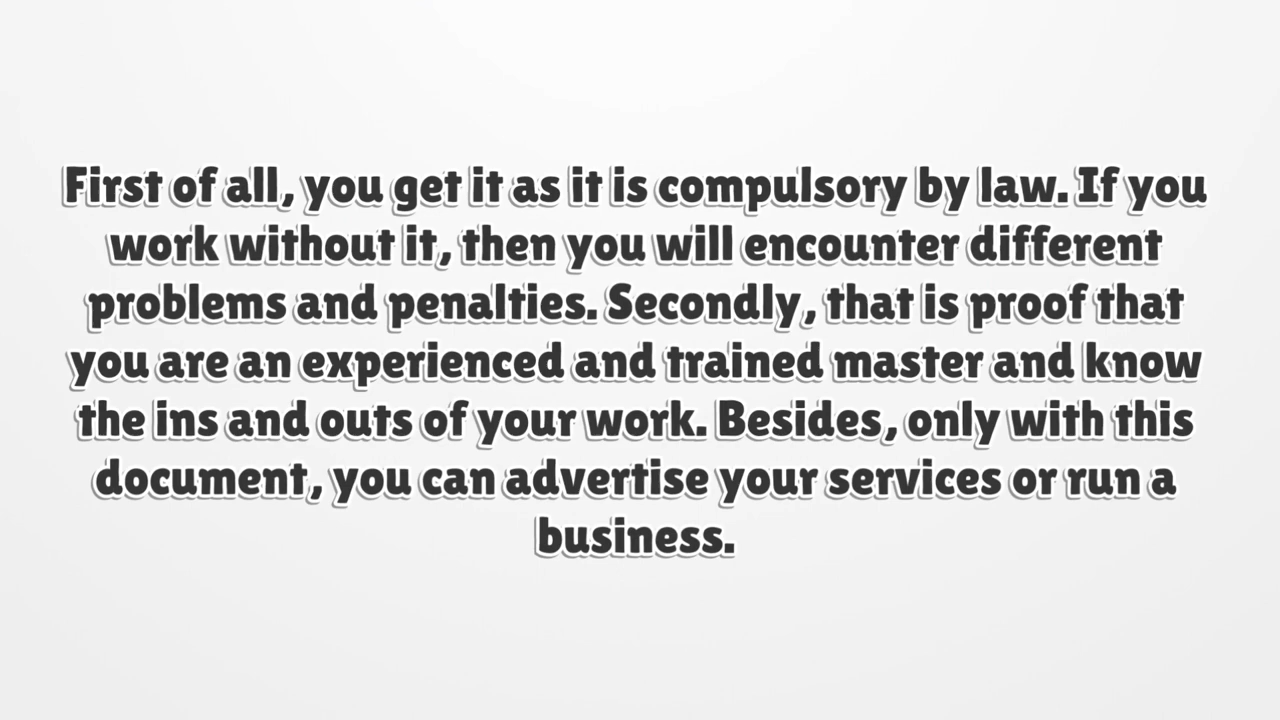 First of all, you get it as it is compulsory by law. If you
work without it, then you will encounter different
problems and penalties. Secondly, that is proof that
you are an experienced and trained master and know
the ins and outs of your work. Besides, only with this
document, you can advertise your services or run a
business.